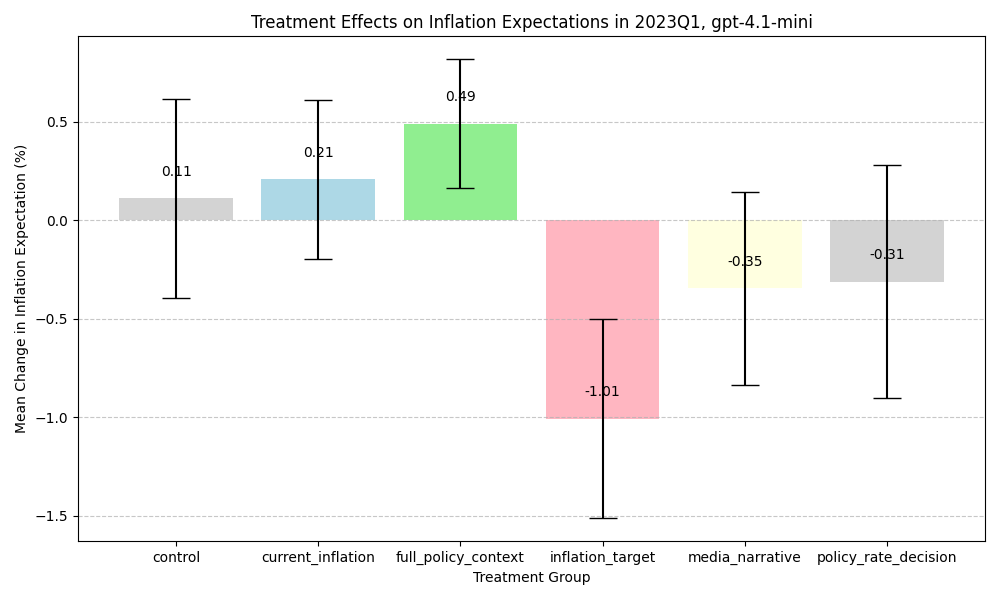 Treatment Effects on Inflation Expectations in 2023Q1, gpt-4.1-mini
Mean Change in Inflation Expectation (%)
0.5
0.0
−0.5
−1.0
−1.5
0.11
0.21
0.49
-1.01
-0.35
-0.31
control
current_inflation
full_policy_context
inflation_target
media_narrative
policy_rate_decision
Treatment Group